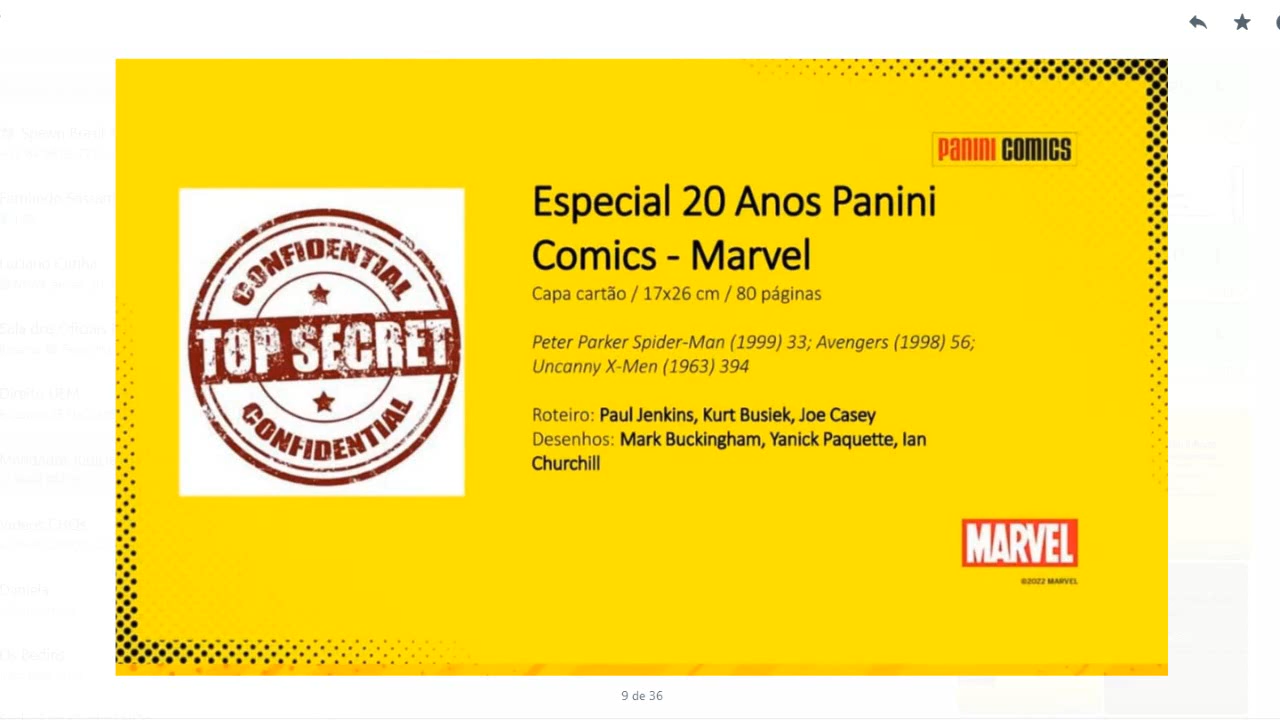 PANINI COMICS
Especial 20 Anos Panini
Comics - Marvel
Capa cartão / 17x26 cm / 80 páginas
Peter Parker Spider-Man (1999) 33; Avengers (1998) 56;
Uncanny X-Men (1963) 394
Roteiro: Paul Jenkins, Kurt Busiek, Joe Casey
Desenhos: Mark Buckingham, Yanick Paquette, Ian
Churchill
CONFIDENTIAL
TOP SECRET
CONFIDENTIAL
MARVEL
©2022 MARVEL
9 de 36